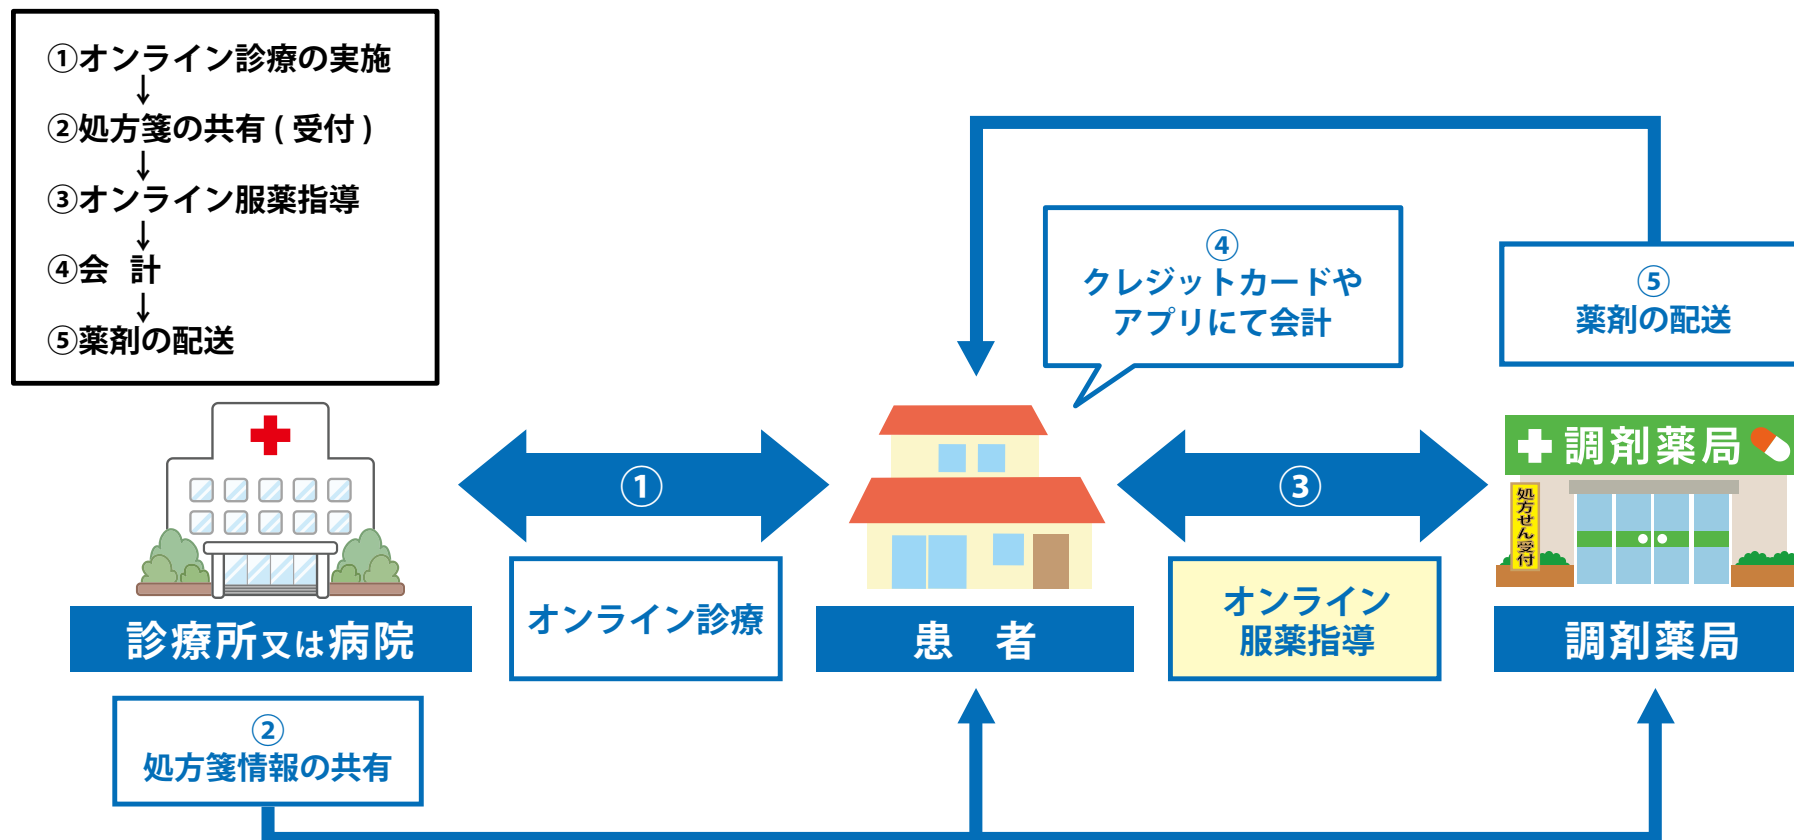 ①オンライン診療の実施
↓
②処方箋の共有 ( 受付 )
↓
③オンライン服薬指導
↓
④会 計
↓
⑤薬剤の配送
④
クレジットカードや
アプリにて会計
⑤
薬剤の配送
調剤薬局
処方せん受付
①
③
オンライン診療
オンライン
服薬指導
診療所又は病院
患 者
調剤薬局
②
処方箋情報の共有